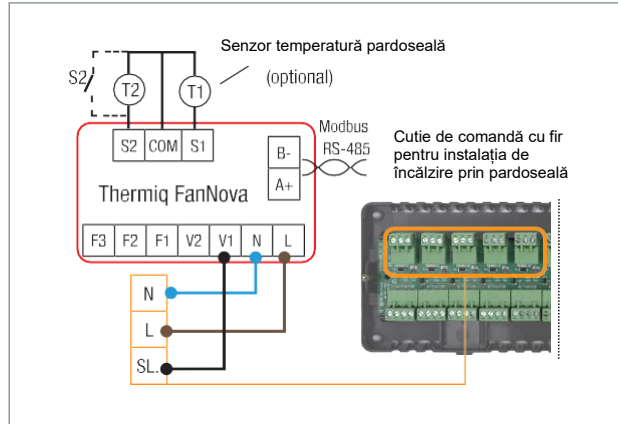 Senzor temperatură pardoseală
(optional)
S2
T2
T1
S2 COM S1
Modbus
RS-485
B-
A+
Cutie de comandă cu fir
pentru instalația de
încălzire prin pardoseală
Thermiq FanNova
F3 F2 F1 V2 V1 N L
N
L
SL.